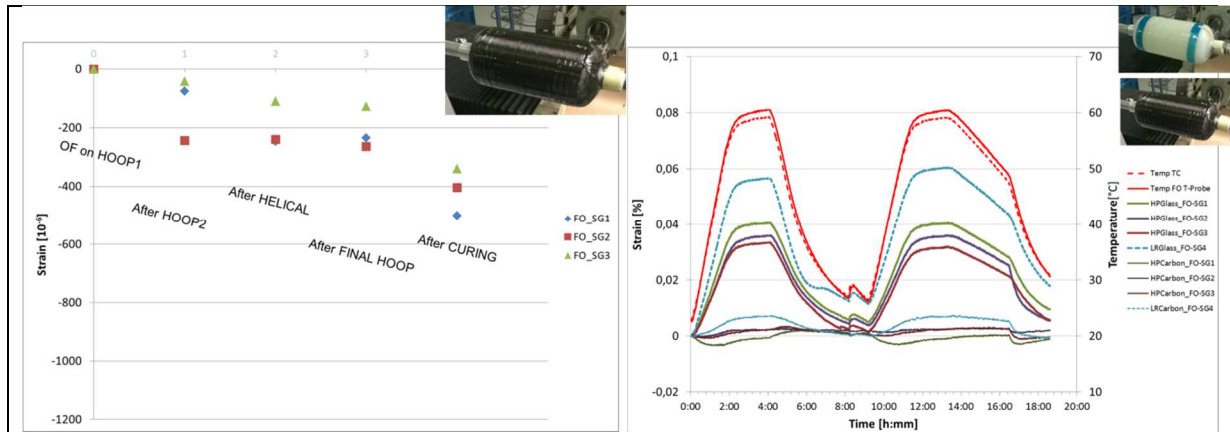 0 1 2 3
0
-200
-400
-600
-800
-1000
-1200
Strain [10⁻⁶]
OF on HOOP1
After HOOP2
After HELICAL
After FINAL HOOP
After CURING
FO_SG1
FO_SG2
FO_SG3
0,1
0,08
0,06
0,04
0,02
0
-0,02
Strain [%]
70
60
50
40
30
20
10
Temperature[°C]
0:00 2:00 4:00 6:00 8:00 10:00 12:00 14:00 16:00 18:00 20:00
Time [h:mm]
Temp TC
Temp FO T-Probe
HPGlass_FO-SG1
HPGlass_FO-SG2
HPGlass_FO-SG3
LRGlass_FO-SG4
HPCarbon_FO-SG1
HPCarbon_FO-SG2
HPCarbon_FO-SG3
LRCarbon_FO-SG4